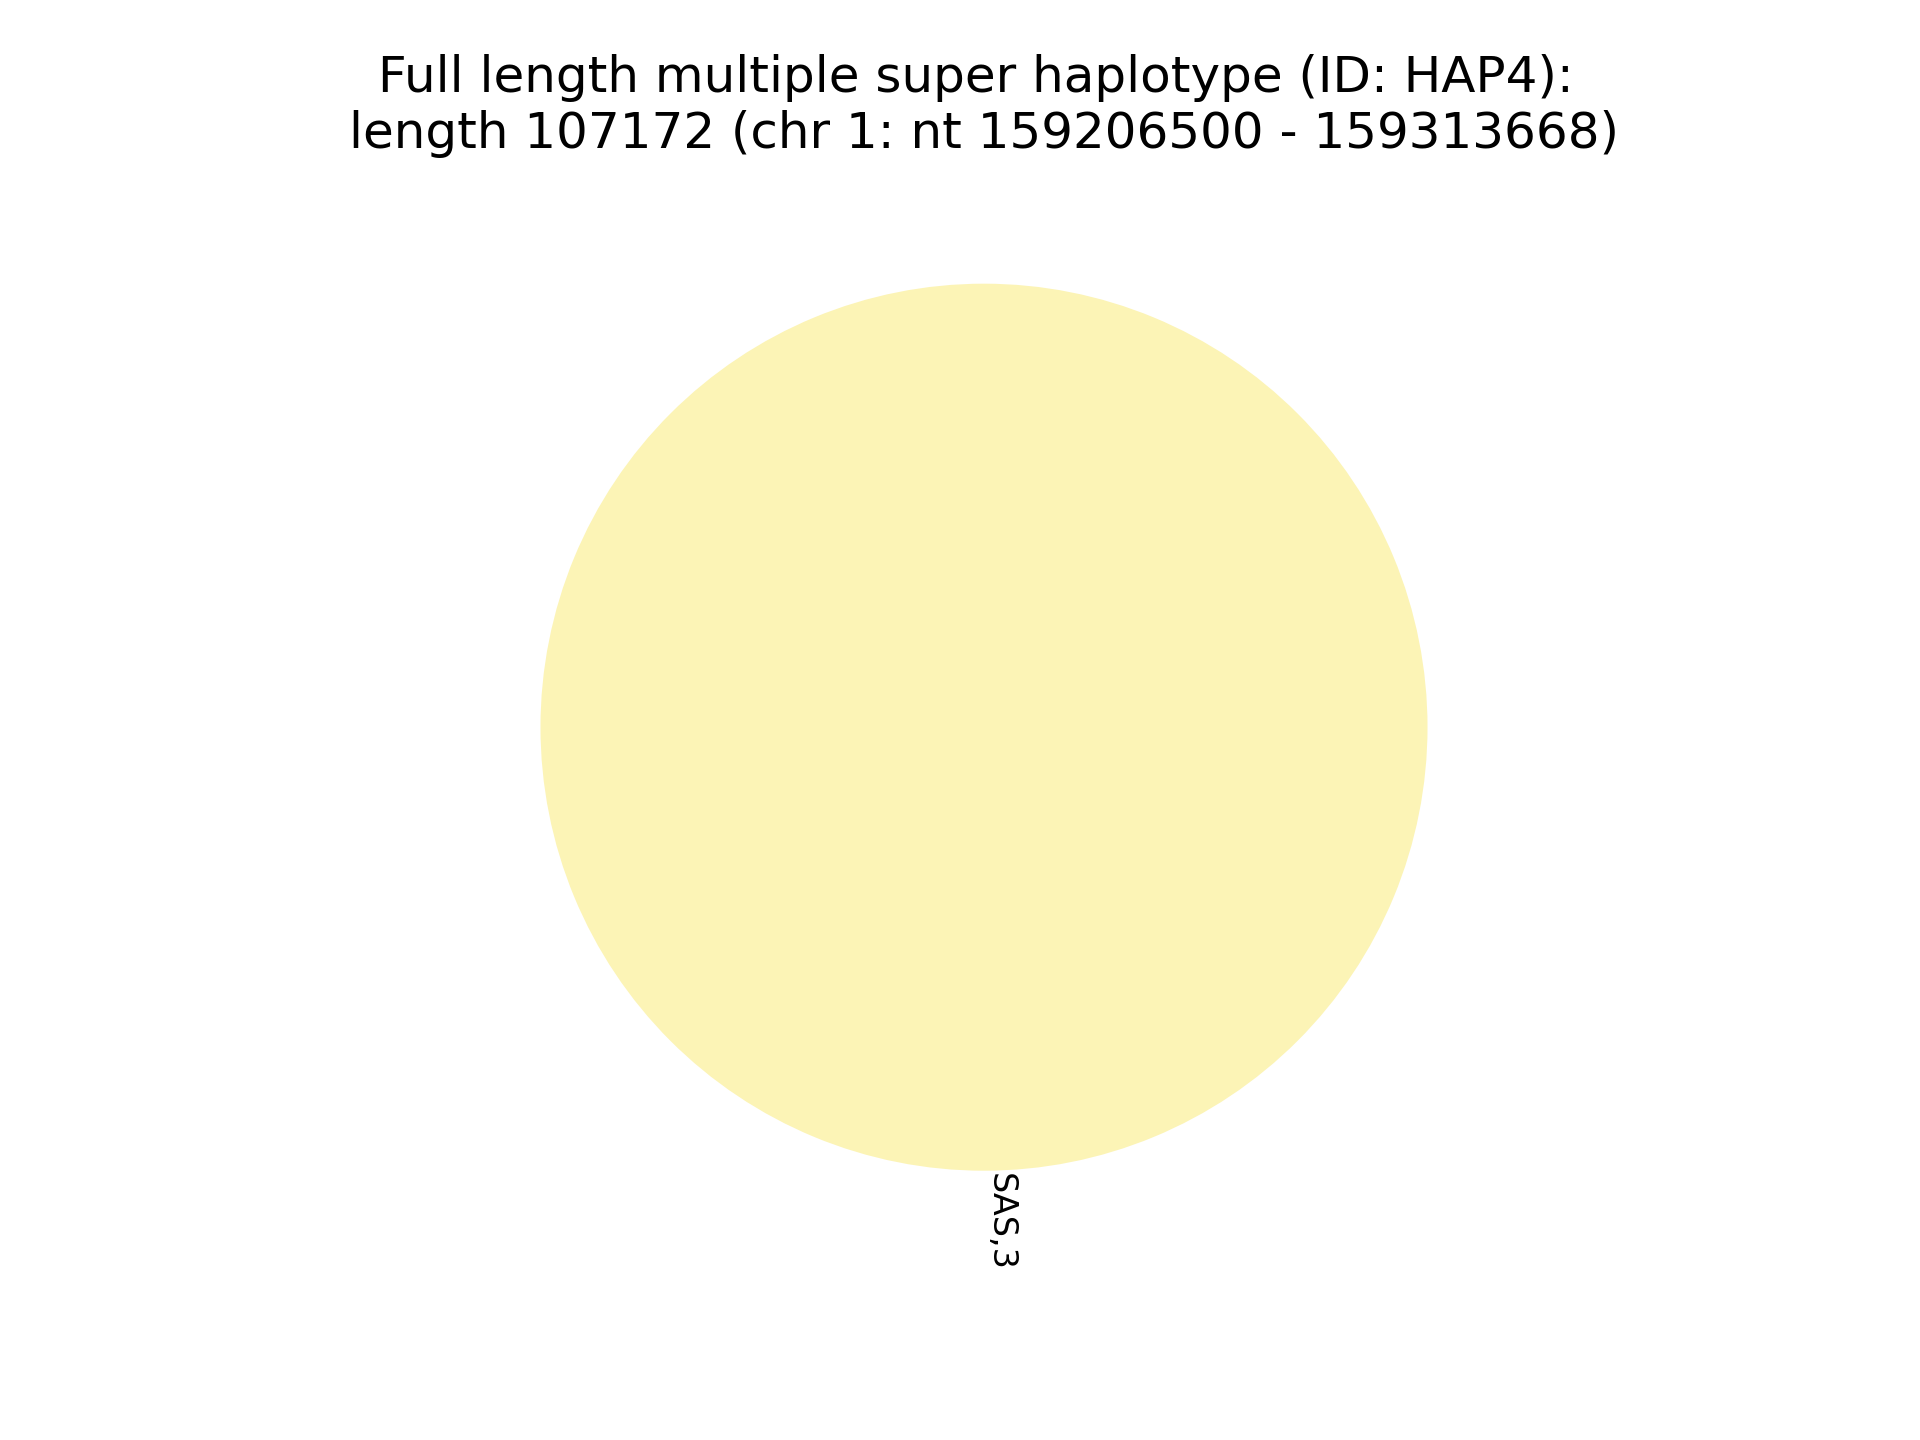 Full length multiple super haplotype (ID: HAP4):
length 107172 (chr 1: nt 159206500 - 159313668)
SAS,3